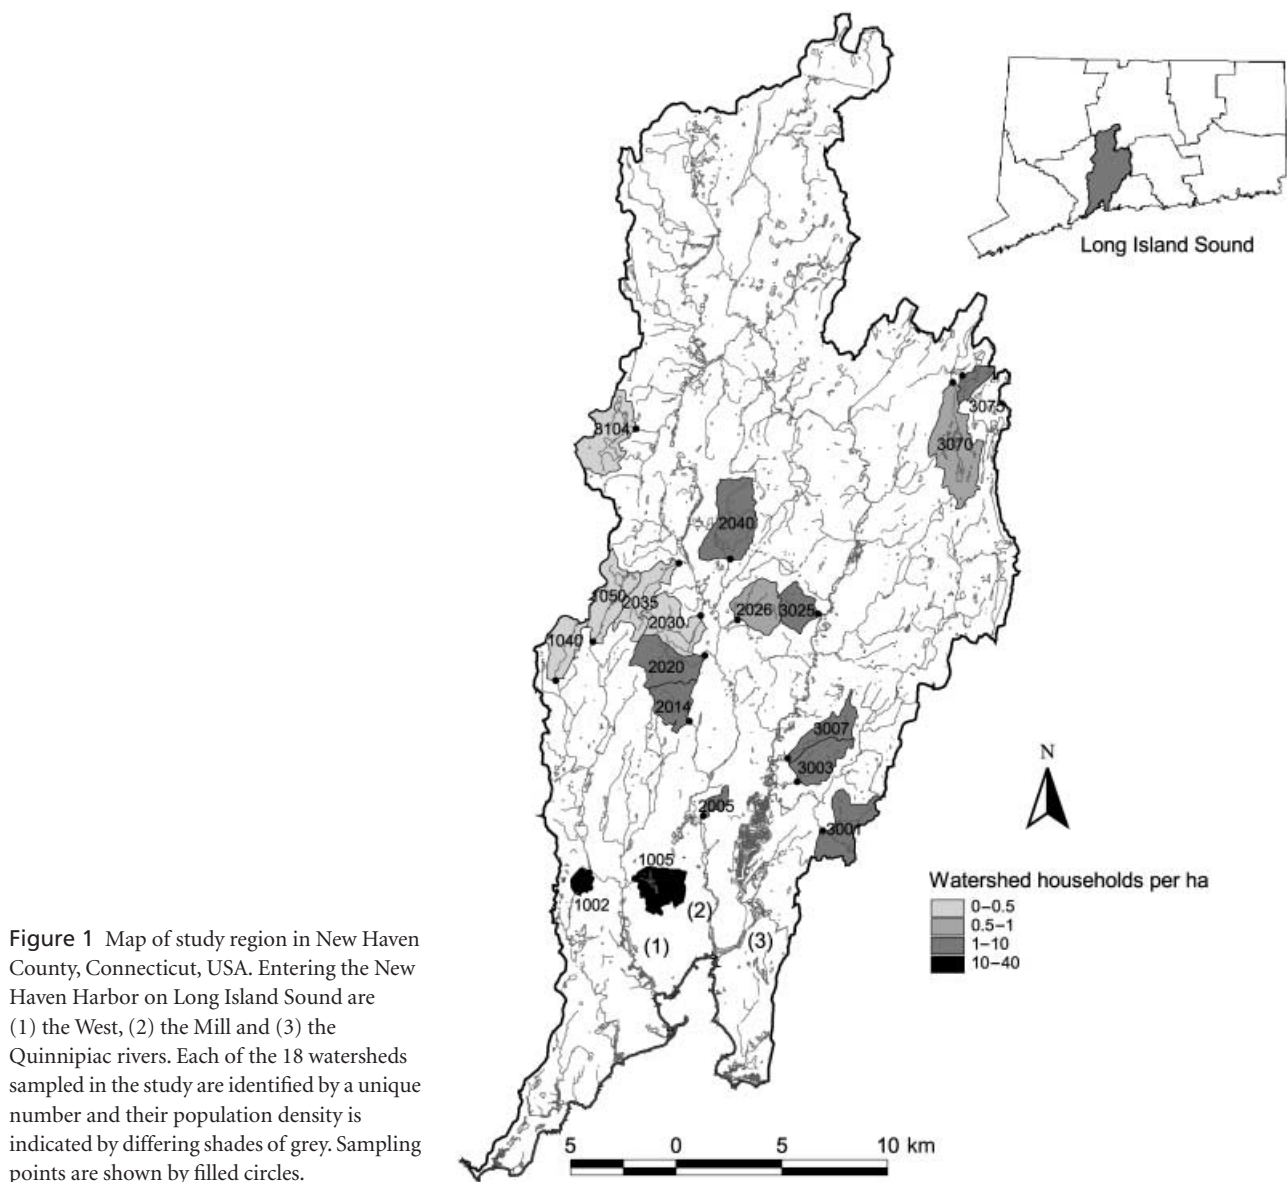 Long Island Sound
3075
3104
3070
2040
1050
2035
2026
3025
2030
1040
2020
2014
3007
3003
N
2005
3001
1005
Watershed households per ha
1002
(2)
0–0.5
0.5–1
(1)
(3)
1–10
10–40
Figure 1 Map of study region in New Haven
County, Connecticut, USA. Entering the New
Haven Harbor on Long Island Sound are
(1) the West, (2) the Mill and (3) the
Quinnipiac rivers. Each of the 18 watersheds
sampled in the study are identified by a unique
number and their population density is
indicated by differing shades of grey. Sampling
points are shown by filled circles.
5 0 5 10 km